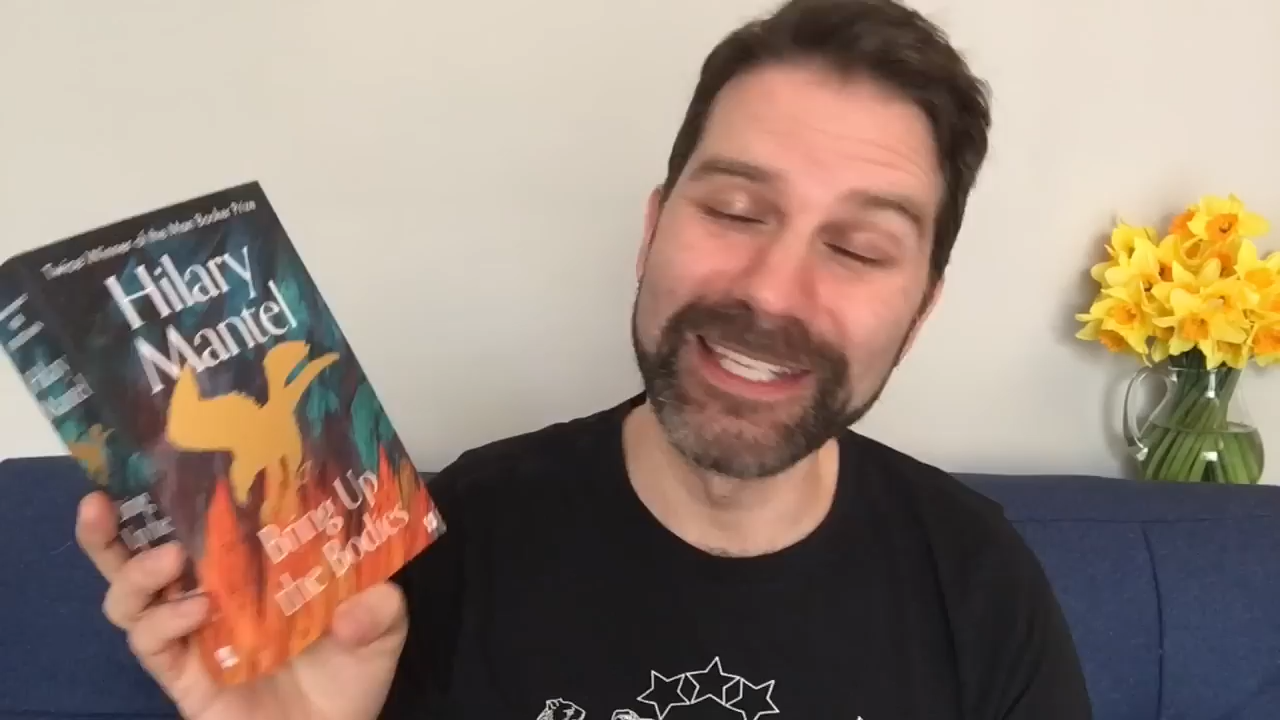 Twice Winner of the Man Booker Prize
Hilary
Mantel
Bring Up
the Bodies